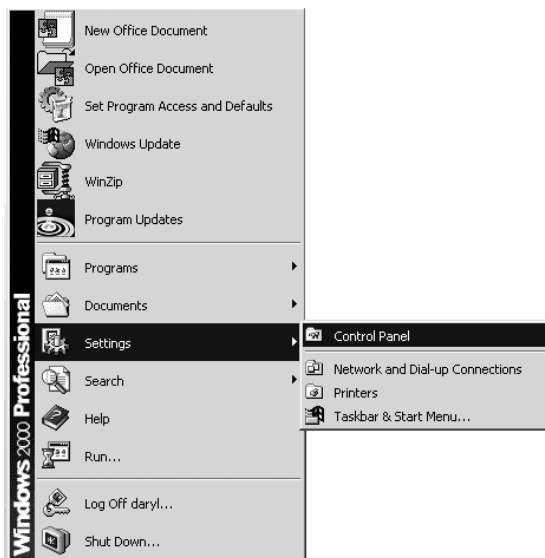 New Office Document
Open Office Document
Set Program Access and Defaults
Windows Update
WinZip
Program Updates
Programs
Documents
Settings
Search
Help
Run...
Log Off daryl...
Shut Down...
Control Panel
Network and Dial-up Connections
Printers
Taskbar & Start Menu...
Windows 2000 Professional